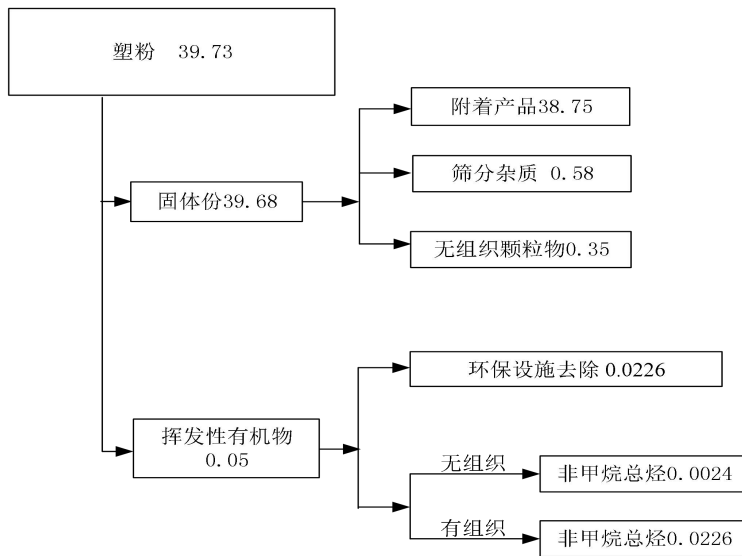 塑粉 39.73
附着产品38.75
筛分杂质 0.58
固体份39.68
无组织颗粒物0.35
环保设施去除 0.0226
挥发性有机物
0.05
无组织
非甲烷总烃0.0024
有组织
非甲烷总烃0.0226